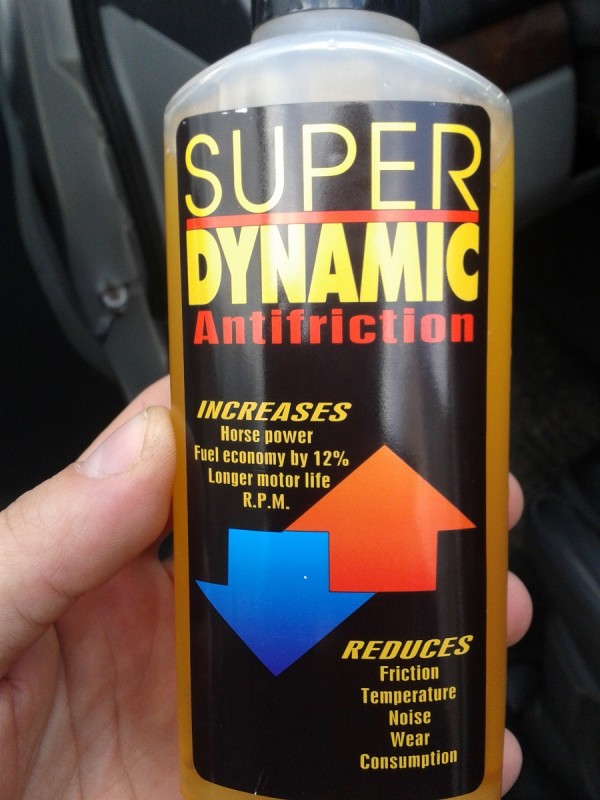 SUPER
DYNAMIC
Antifriction
INCREASES
Horse power
Fuel economy by 12%
Longer motor life
R.P.M.
REDUCES
Friction
Temperature
Noise
Wear
Consumption